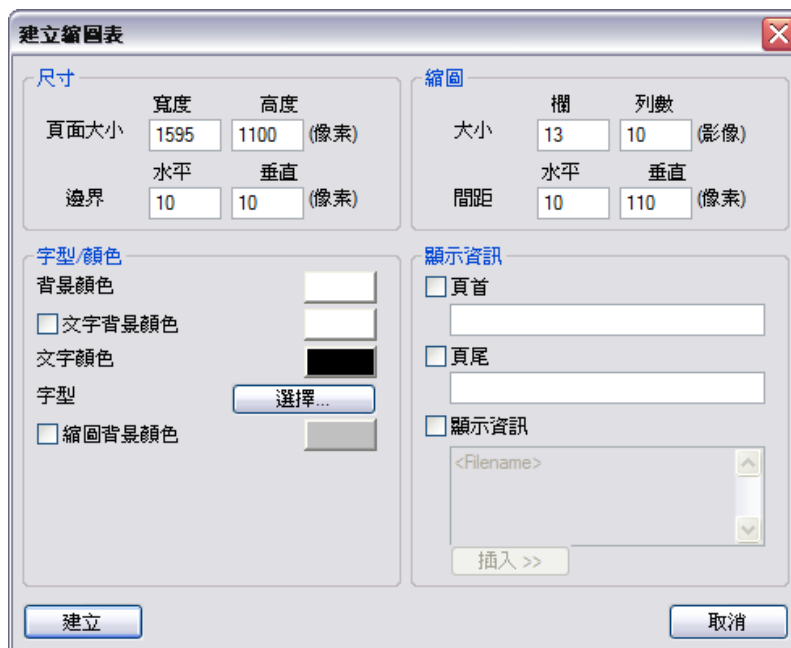 建立縮圖表
尺寸
寬度 高度
頁面大小 1595 1100 (像素)
水平 垂直
邊界 10 10 (像素)
縮圖
欄 列數
大小 13 10 (影像)
水平 垂直
間距 10 110 (像素)
字型/顏色
背景顏色
文字背景顏色
文字顏色
字型 選擇...
縮圖背景顏色
顯示資訊
頁首
頁尾
顯示資訊
<Filename>
插入 >>
建立 取消